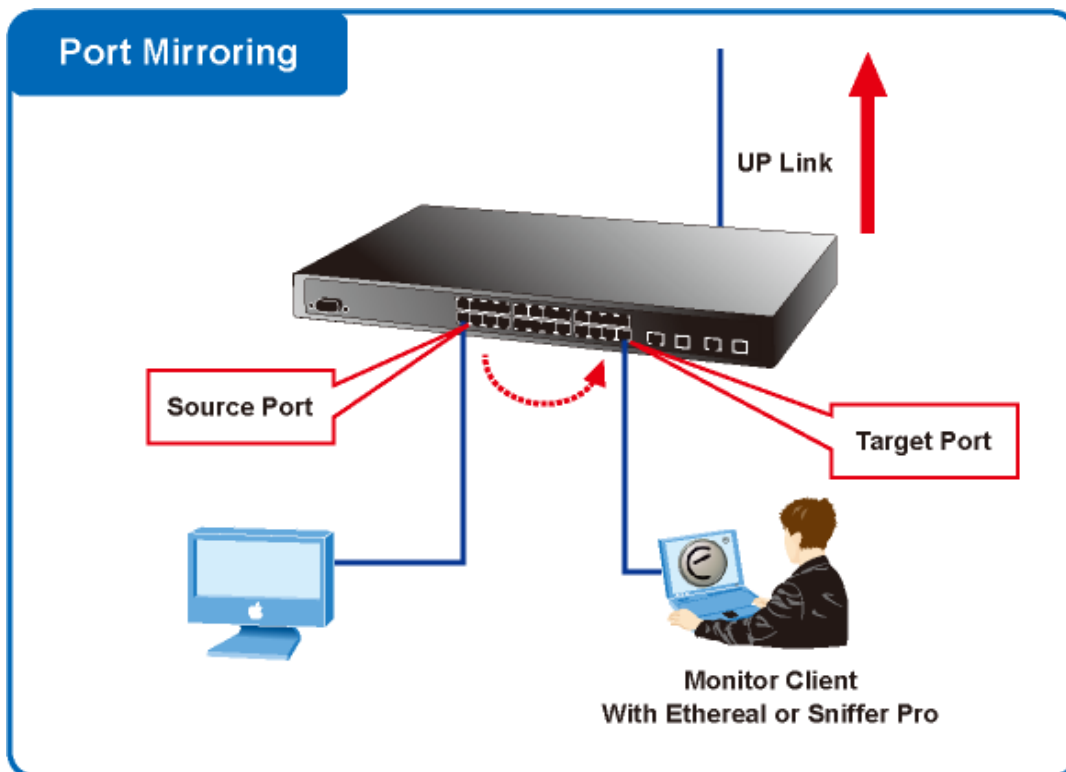 Port Mirroring
UP Link
Source Port
Target Port
Monitor Client
With Ethereal or Sniffer Pro